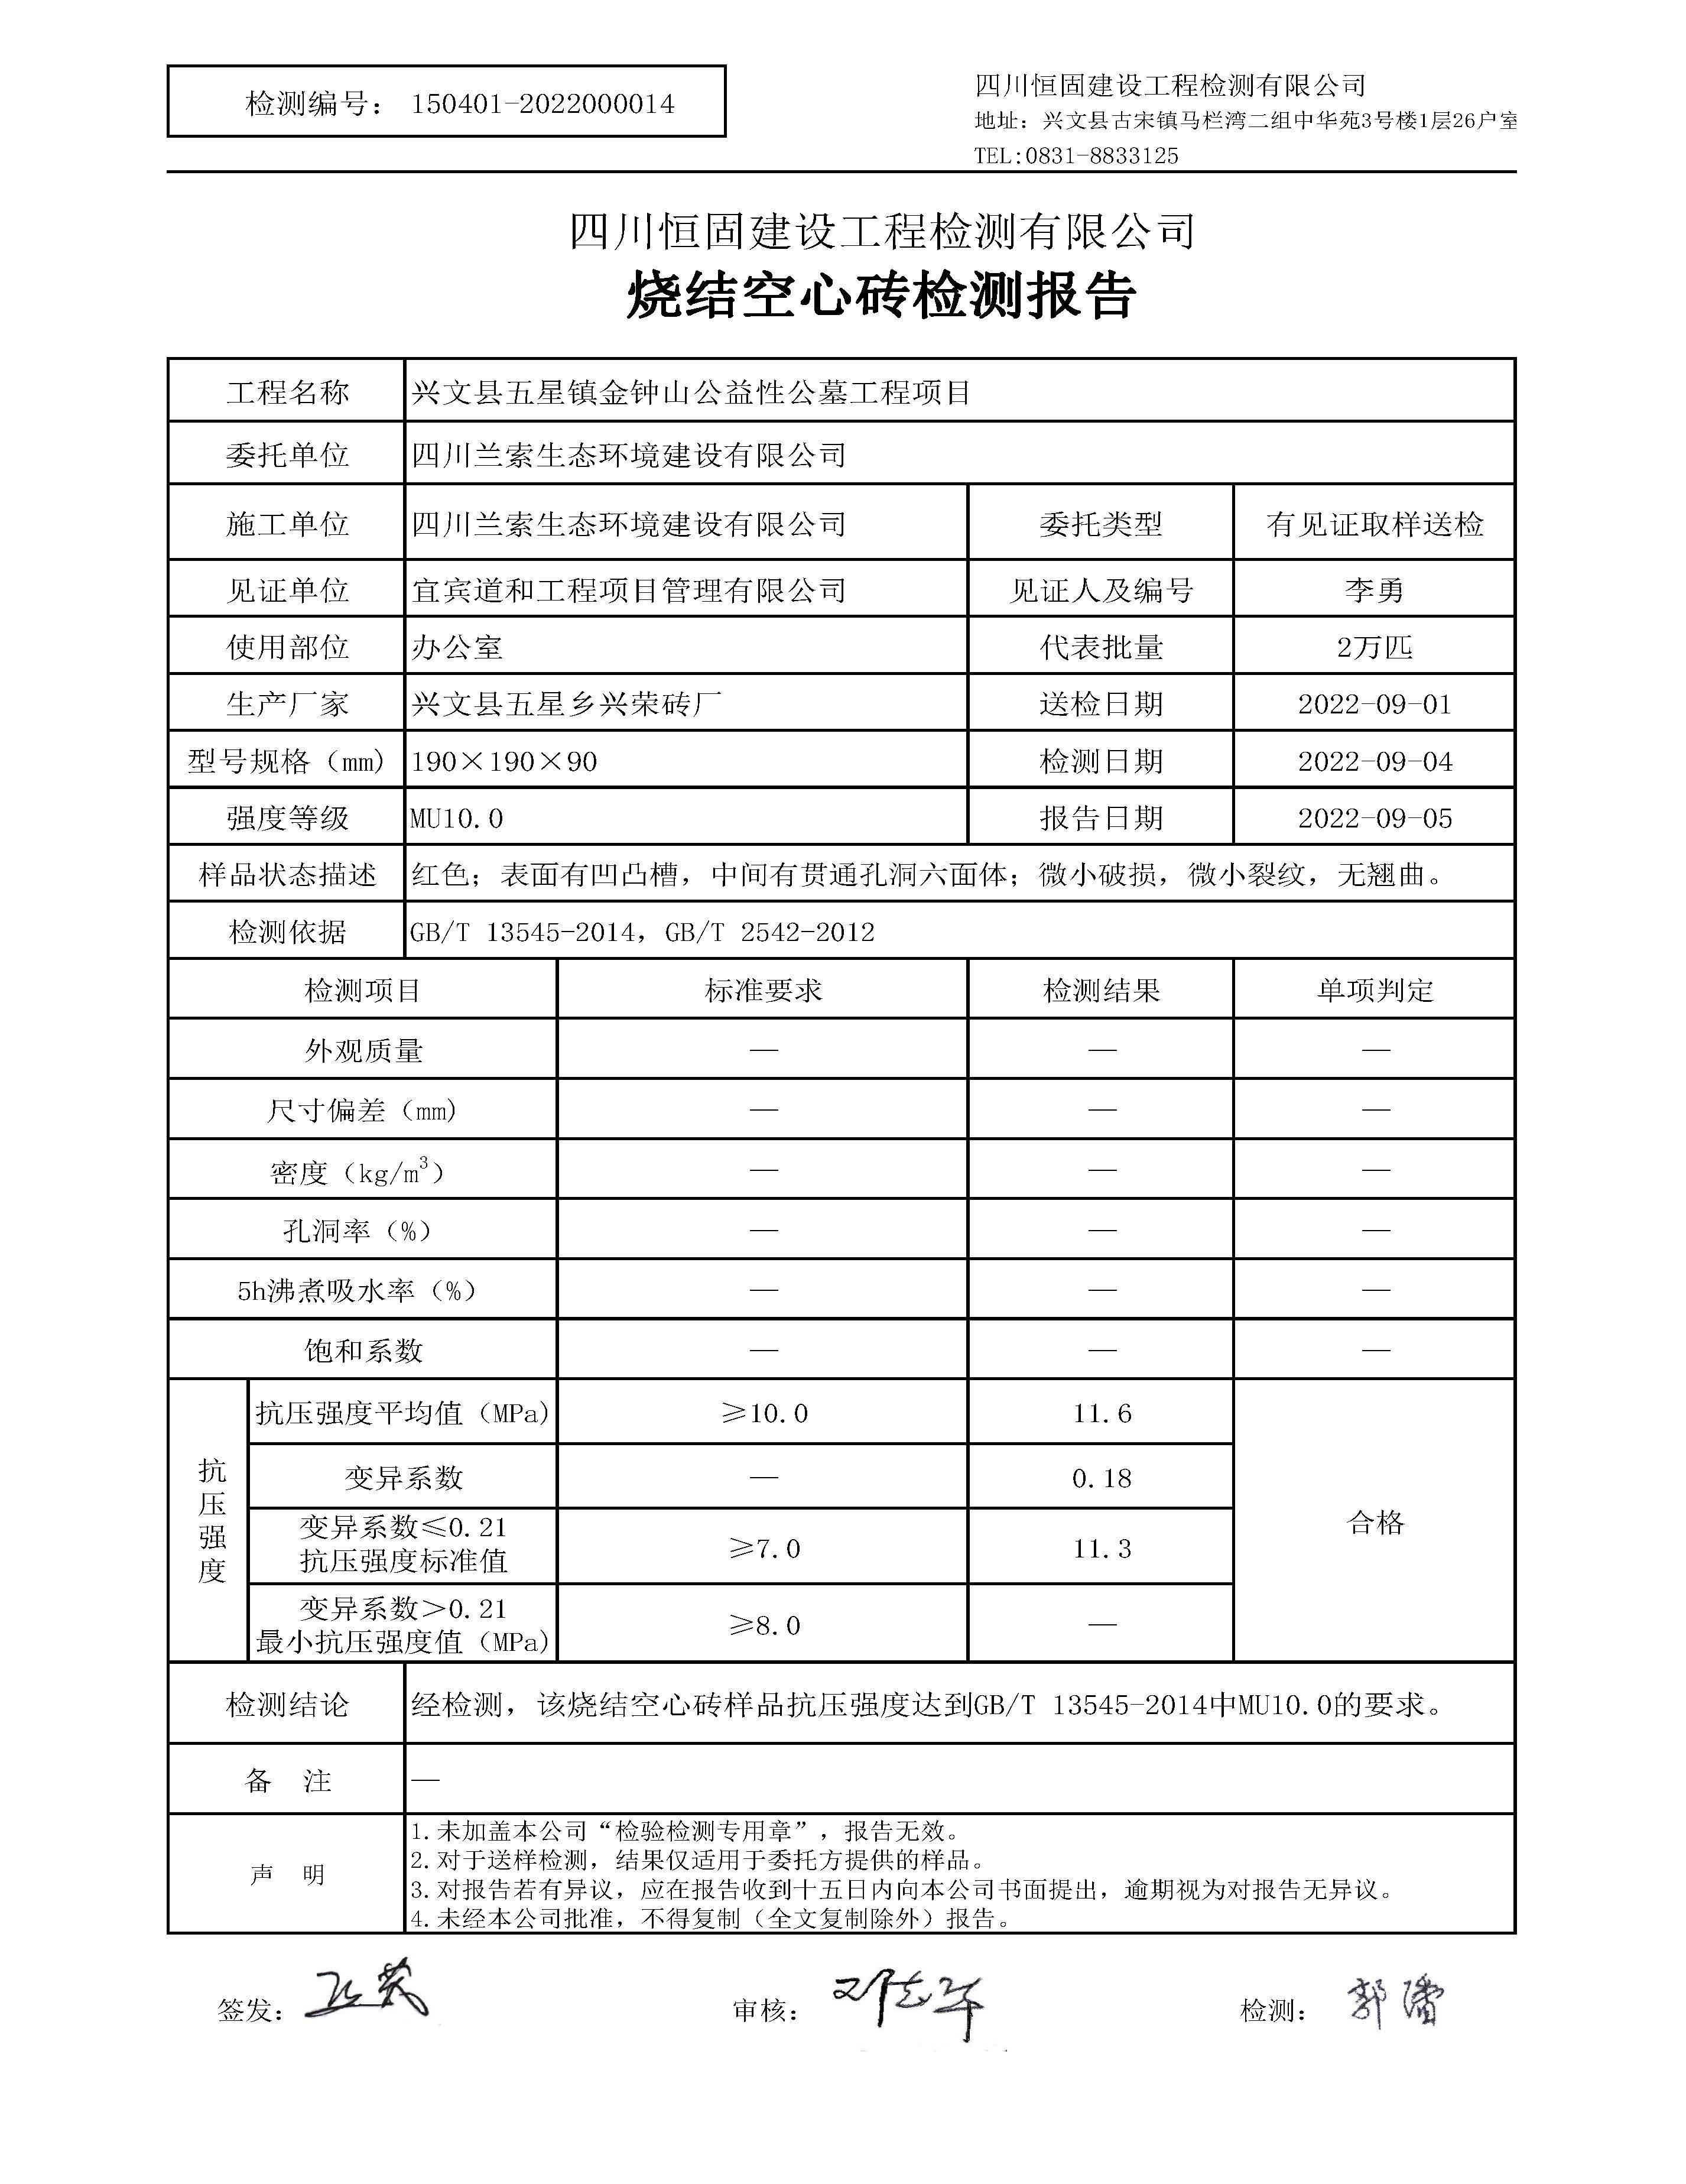 检测编号： 150401-2022000014
四川恒固建设工程检测有限公司
地址：兴文县古宋镇马栏湾二组中华苑3号楼1层26户室
TEL:0831-8833125
四川恒固建设工程检测有限公司
烧结空心砖检测报告
工程名称 兴文县五星镇金钟山公益性公墓工程项目
委托单位 四川兰索生态环境建设有限公司
施工单位 四川兰索生态环境建设有限公司 委托类型 有见证取样送检
见证单位 宜宾道和工程项目管理有限公司 见证人及编号 李勇
使用部位 办公室 代表批量 2万匹
生产厂家 兴文县五星乡兴荣砖厂 送检日期 2022-09-01
型号规格（mm) 190×190×90 检测日期 2022-09-04
强度等级 MU10.0 报告日期 2022-09-05
样品状态描述 红色；表面有凹凸槽，中间有贯通孔洞六面体；微小破损，微小裂纹，无翘曲。
检测依据 GB/T 13545-2014，GB/T 2542-2012
检测项目 标准要求 检测结果 单项判定
外观质量 — — —
尺寸偏差（mm) — — —
密度（kg/m³） — — —
孔洞率（%） — — —
5h沸煮吸水率（%） — — —
饱和系数 — — —
抗压强度
抗压强度平均值（MPa) ≥10.0 11.6
变异系数 — 0.18
变异系数≤0.21
抗压强度标准值 ≥7.0 11.3
合格
变异系数＞0.21
最小抗压强度值（MPa) ≥8.0 —
检测结论 经检测，该烧结空心砖样品抗压强度达到GB/T 13545-2014中MU10.0的要求。
备 注 —
声 明
1.未加盖本公司“检验检测专用章”，报告无效。
2.对于送样检测，结果仅适用于委托方提供的样品。
3.对报告若有异议，应在报告收到十五日内向本公司书面提出，逾期视为对报告无异议。
4.未经本公司批准，不得复制（全文复制除外）报告。
签发： 审核： 检测：